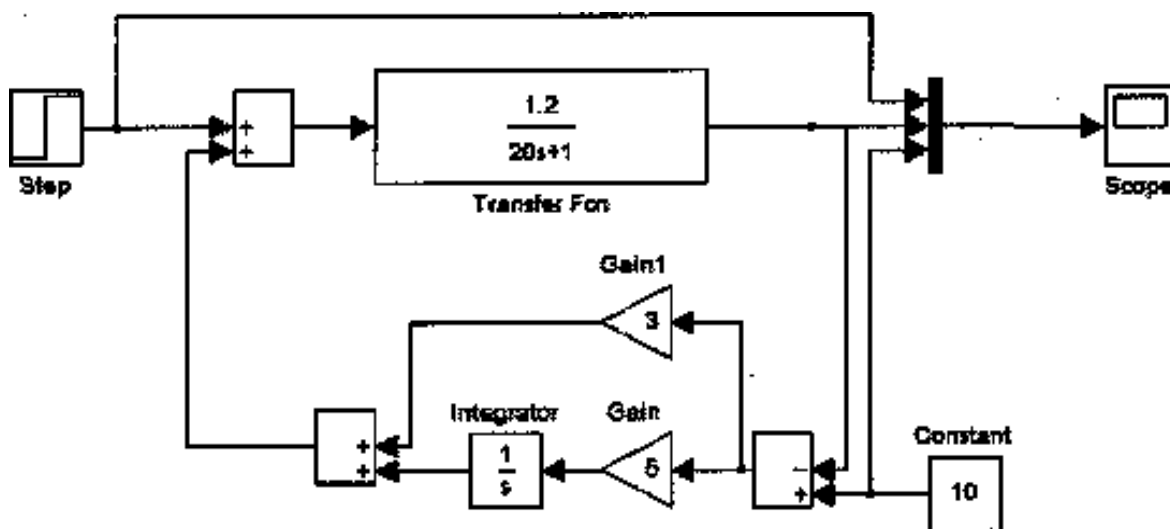 +
+
1.2
20s+1
Step
Transfer Fcn
Scope
Gain1
3
Integrator
Gain
Constant
+
+
1
s
5
-
+
10